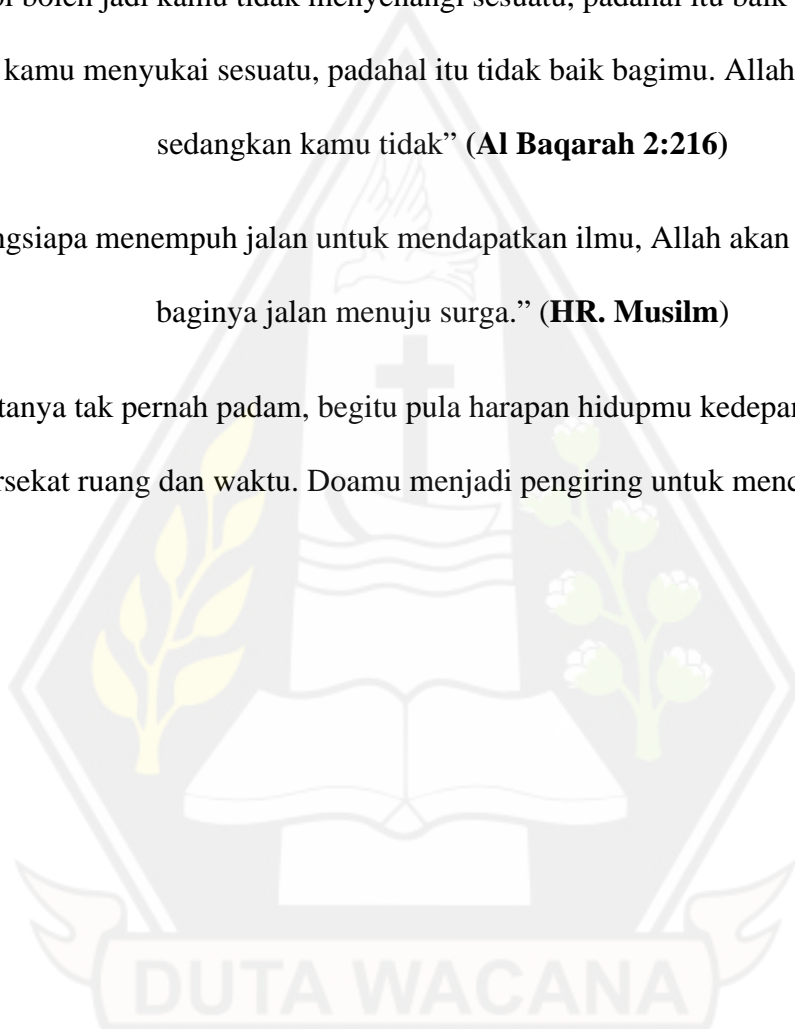 boleh jadi kamu tidak menyenangi sesuatu, padahal itu baik
kamu menyukai sesuatu, padahal itu tidak baik bagimu. Allah
sedangkan kamu tidak” (Al Baqarah 2:216)
ngsiapa menempuh jalan untuk mendapatkan ilmu, Allah akan
baginya jalan menuju surga.” (HR. Musilm)
tanya tak pernah padam, begitu pula harapan hidupmu kedepan
rsekat ruang dan waktu. Doamu menjadi pengiring untuk menc
DUTA WACANA